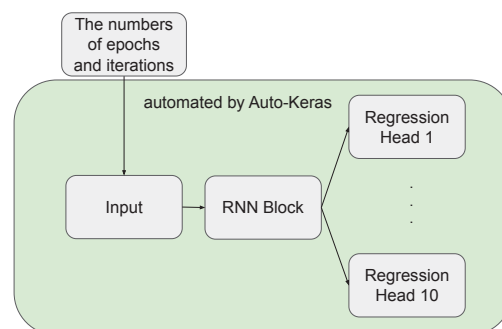 The numbers
of epochs
and iterations
automated by Auto-Keras
Regression
Head 1
Input
RNN Block
.
.
.
Regression
Head 10